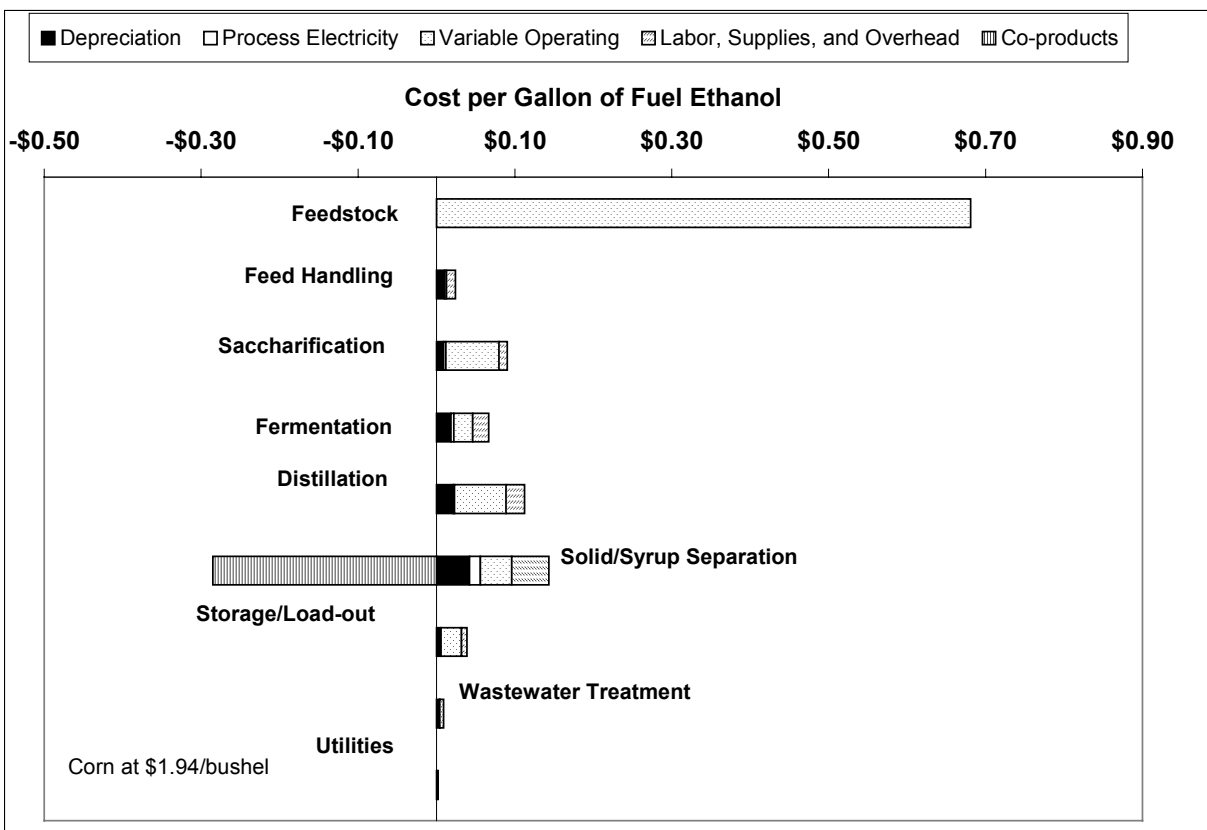 Depreciation Process Electricity Variable Operating Labor, Supplies, and Overhead Co-products
Cost per Gallon of Fuel Ethanol
-$0.50 -$0.30 -$0.10 $0.10 $0.30 $0.50 $0.70 $0.90
Feedstock
Feed Handling
Saccharification
Fermentation
Distillation
Solid/Syrup Separation
Storage/Load-out
Wastewater Treatment
Utilities
Corn at $1.94/bushel